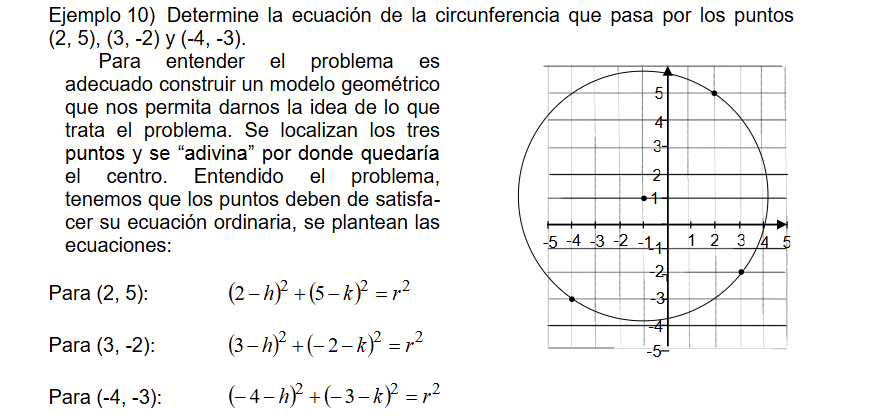 Ejemplo 10) Determine la ecuación de la circunferencia que pasa por los puntos
(2, 5), (3, -2) y (-4, -3).
Para entender el problema es
adecuado construir un modelo geométrico
que nos permita darnos la idea de lo que
trata el problema. Se localizan los tres
puntos y se “adivina” por donde quedaría
el centro. Entendido el problema,
tenemos que los puntos deben de satisfa-
cer su ecuación ordinaria, se plantean las
ecuaciones:
Para (2, 5): (2 – h)² + (5 – k)² = r²
Para (3, -2): (3 – h)² + (– 2 – k)² = r²
Para (-4, -3): (– 4 – h)² + (– 3 – k)² = r²
5
4
3
2
1
-5 -4 -3 -2 -1 1 2 3 4 5
-1
-2
-3
-4
-5